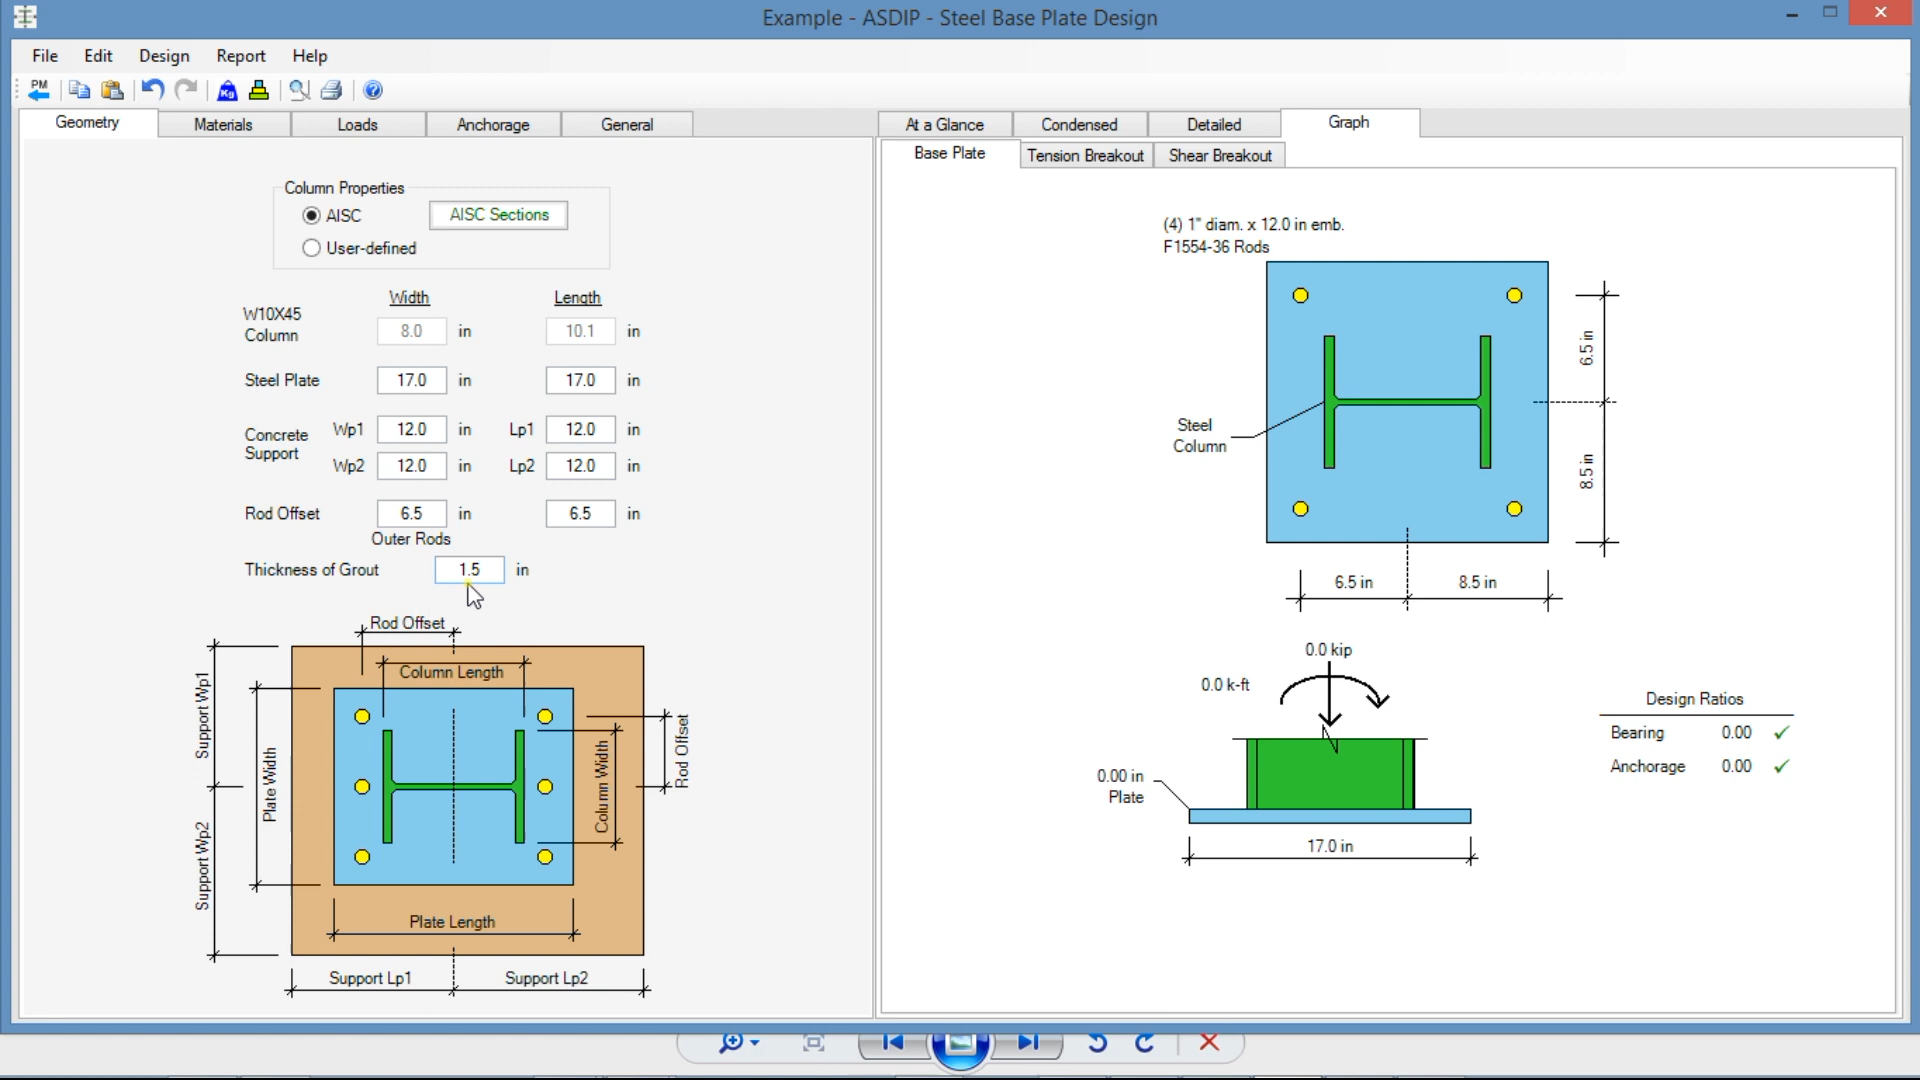 Example - ASDIP - Steel Base Plate Design
File Edit Design Report Help
PM Kg ?
Geometry Materials Loads Anchorage General
At a Glance Condensed Detailed Graph
Base Plate Tension Breakout Shear Breakout
Column Properties
AISC AISC Sections
User-defined
Width Length
W10X45
Column 8.0 in 10.1 in
Steel Plate 17.0 in 17.0 in
Concrete
Support
Wp1 12.0 in Lp1 12.0 in
Wp2 12.0 in Lp2 12.0 in
Rod Offset 6.5 in 6.5 in
Outer Rods
Thickness of Grout 1.5 in
Rod Offset
Column Length
Support Wp1
Support Wp2
Plate Width
Column Width
Rod Offset
Plate Length
Support Lp1 Support Lp2
(4) 1" diam. x 12.0 in emb.
F1554-36 Rods
Steel
Column
6.5 in
8.5 in
6.5 in 8.5 in
0.0 kip
0.0 k-ft
0.00 in
Plate
17.0 in
Design Ratios
Bearing 0.00 ✓
Anchorage 0.00 ✓